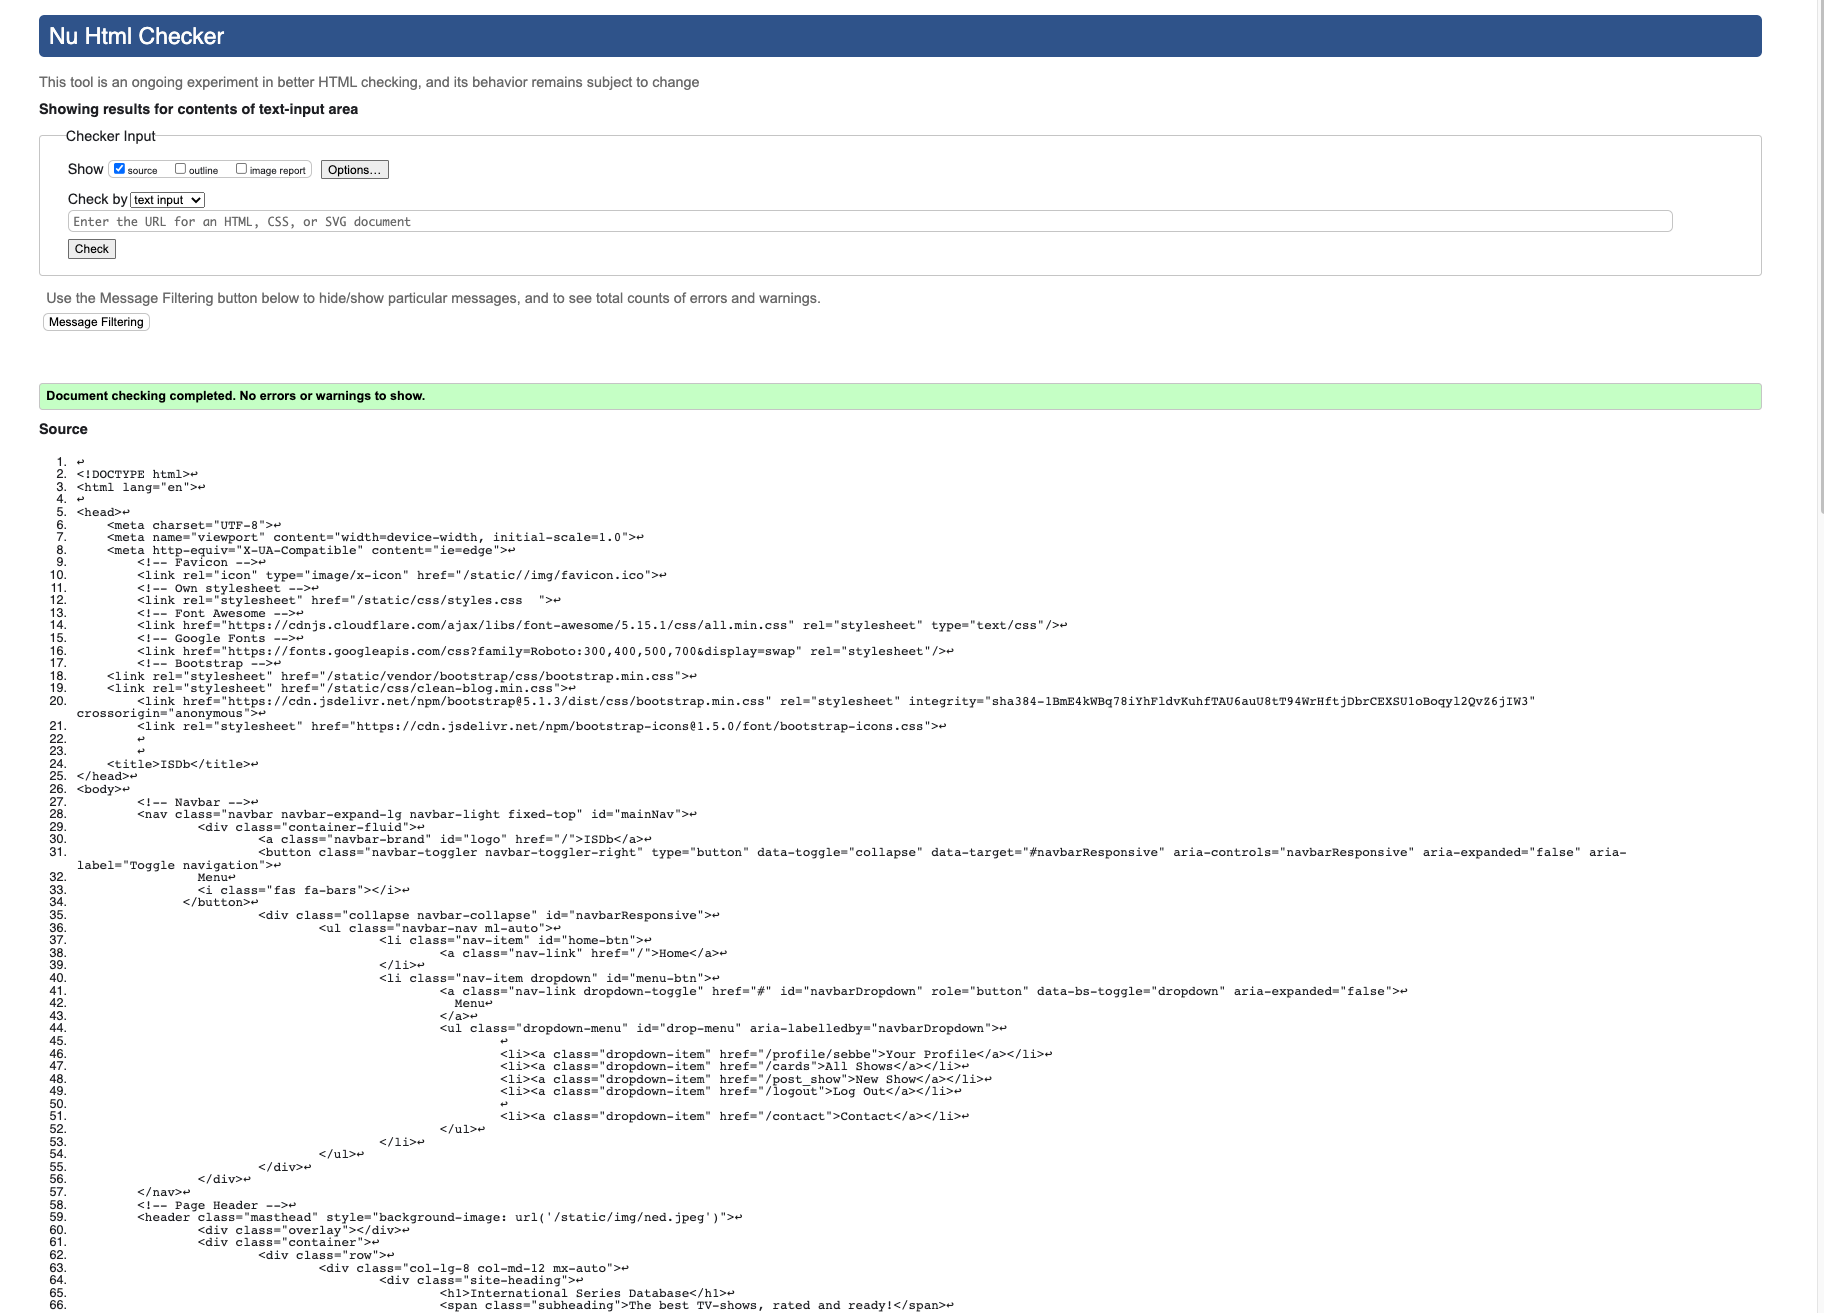 Nu Html Checker
This tool is an ongoing experiment in better HTML checking, and its behavior remains subject to change
Showing results for contents of text-input area
Checker Input
Show source outline image report Options...
Check by text input
Enter the URL for an HTML, CSS, or SVG document
Check
Use the Message Filtering button below to hide/show particular messages, and to see total counts of errors and warnings.
Message Filtering
Document checking completed. No errors or warnings to show.
Source
1. ↩
2. <!DOCTYPE html>↩
3. <html lang="en">↩
4. ↩
5. <head>↩
6. <meta charset="UTF-8">↩
7. <meta name="viewport" content="width=device-width, initial-scale=1.0">↩
8. <meta http-equiv="X-UA-Compatible" content="ie=edge">↩
9. <!-- Favicon -->↩
10. <link rel="icon" type="image/x-icon" href="/static//img/favicon.ico">↩
11. <!-- Own stylesheet -->↩
12. <link rel="stylesheet" href="/static/css/styles.css  ">↩
13. <!-- Font Awesome -->↩
14. <link href="https://cdnjs.cloudflare.com/ajax/libs/font-awesome/5.15.1/css/all.min.css" rel="stylesheet" type="text/css"/>↩
15. <!-- Google Fonts -->↩
16. <link href="https://fonts.googleapis.com/css?family=Roboto:300,400,500,700&display=swap" rel="stylesheet"/>↩
17. <!-- Bootstrap -->↩
18. <link rel="stylesheet" href="/static/vendor/bootstrap/css/bootstrap.min.css">↩
19. <link rel="stylesheet" href="/static/css/clean-blog.min.css">↩
20. <link href="https://cdn.jsdelivr.net/npm/bootstrap@5.1.3/dist/css/bootstrap.min.css" rel="stylesheet" integrity="sha384-1BmE4kWBq78iYhFldvKuhfTAU6auU8tT94WrHftjDbrCEXSU1oBoqyl2QvZ6jIW3"
crossorigin="anonymous">↩
21. <link rel="stylesheet" href="https://cdn.jsdelivr.net/npm/bootstrap-icons@1.5.0/font/bootstrap-icons.css">↩
22. ↩
23. ↩
24. <title>ISDb</title>↩
25. </head>↩
26. <body>↩
27. <!-- Navbar -->↩
28. <nav class="navbar navbar-expand-lg navbar-light fixed-top" id="mainNav">↩
29. <div class="container-fluid">↩
30. <a class="navbar-brand" id="logo" href="/">ISDb</a>↩
31. <button class="navbar-toggler navbar-toggler-right" type="button" data-toggle="collapse" data-target="#navbarResponsive" aria-controls="navbarResponsive" aria-expanded="false" aria-
label="Toggle navigation">↩
32. Menu↩
33. <i class="fas fa-bars"></i>↩
34. </button>↩
35. <div class="collapse navbar-collapse" id="navbarResponsive">↩
36. <ul class="navbar-nav ml-auto">↩
37. <li class="nav-item" id="home-btn">↩
38. <a class="nav-link" href="/">Home</a>↩
39. </li>↩
40. <li class="nav-item dropdown" id="menu-btn">↩
41. <a class="nav-link dropdown-toggle" href="#" id="navbarDropdown" role="button" data-bs-toggle="dropdown" aria-expanded="false">↩
42. Menu↩
43. </a>↩
44. <ul class="dropdown-menu" id="drop-menu" aria-labelledby="navbarDropdown">↩
45. ↩
46. <li><a class="dropdown-item" href="/profile/sebbe">Your Profile</a></li>↩
47. <li><a class="dropdown-item" href="/cards">All Shows</a></li>↩
48. <li><a class="dropdown-item" href="/post_show">New Show</a></li>↩
49. <li><a class="dropdown-item" href="/logout">Log Out</a></li>↩
50. ↩
51. <li><a class="dropdown-item" href="/contact">Contact</a></li>↩
52. </ul>↩
53. </li>↩
54. </ul>↩
55. </div>↩
56. </div>↩
57. </nav>↩
58. <!-- Page Header -->↩
59. <header class="masthead" style="background-image: url('/static/img/ned.jpeg')">↩
60. <div class="overlay"></div>↩
61. <div class="container">↩
62. <div class="row">↩
63. <div class="col-lg-8 col-md-12 mx-auto">↩
64. <div class="site-heading">↩
65. <h1>International Series Database</h1>↩
66. <span class="subheading">The best TV-shows, rated and ready!</span>↩